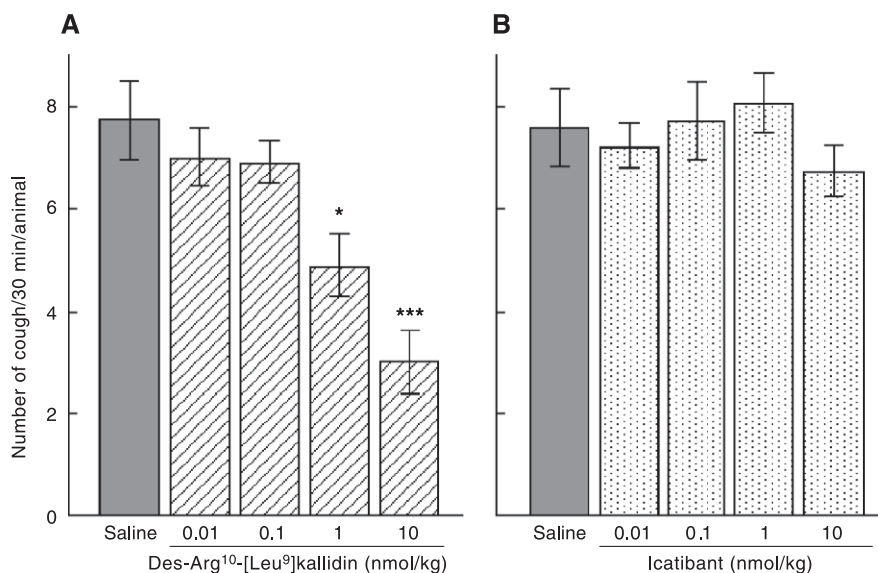 A
B
Number of cough/30 min/animal
8
6
4
2
0
*
***
Saline 0.01 0.1 1 10
Des-Arg¹⁰-[Leu⁹]kallidin (nmol/kg)
Saline 0.01 0.1 1 10
Icatibant (nmol/kg)